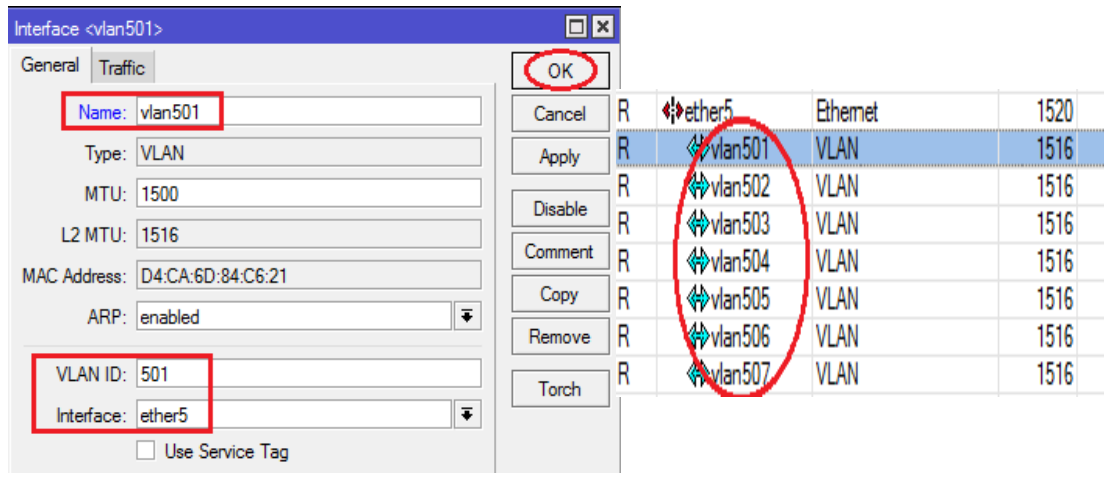 Interface <vlan501>
General Traffic
Name: vlan501
Type: VLAN
MTU: 1500
L2 MTU: 1516
MAC Address: D4:CA:6D:84:C6:21
ARP: enabled
VLAN ID: 501
Interface: ether5
Use Service Tag
OK
Cancel
Apply
Disable
Comment
Copy
Remove
Torch
R ether5 Ethernet 1520
R vlan501 VLAN 1516
R vlan502 VLAN 1516
R vlan503 VLAN 1516
R vlan504 VLAN 1516
R vlan505 VLAN 1516
R vlan506 VLAN 1516
R vlan507 VLAN 1516